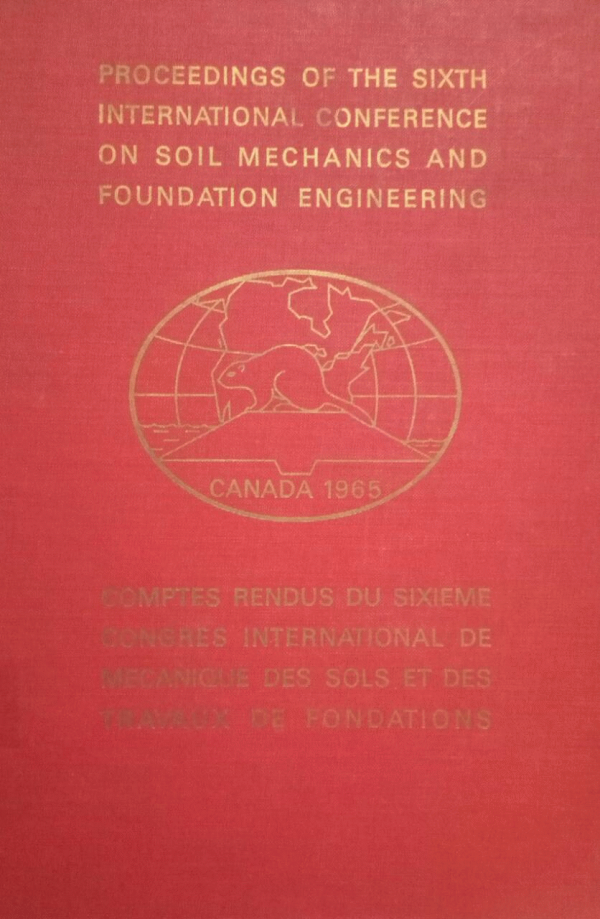 PROCEEDINGS OF THE SIXTH
INTERNATIONAL CONFERENCE
ON SOIL MECHANICS AND
FOUNDATION ENGINEERING
CANADA 1965
COMPTES RENDUS DU SIXIEME
CONGRES INTERNATIONAL DE
MECANIQUE DES SOLS ET DES
TRAVAUX DE FONDATIONS